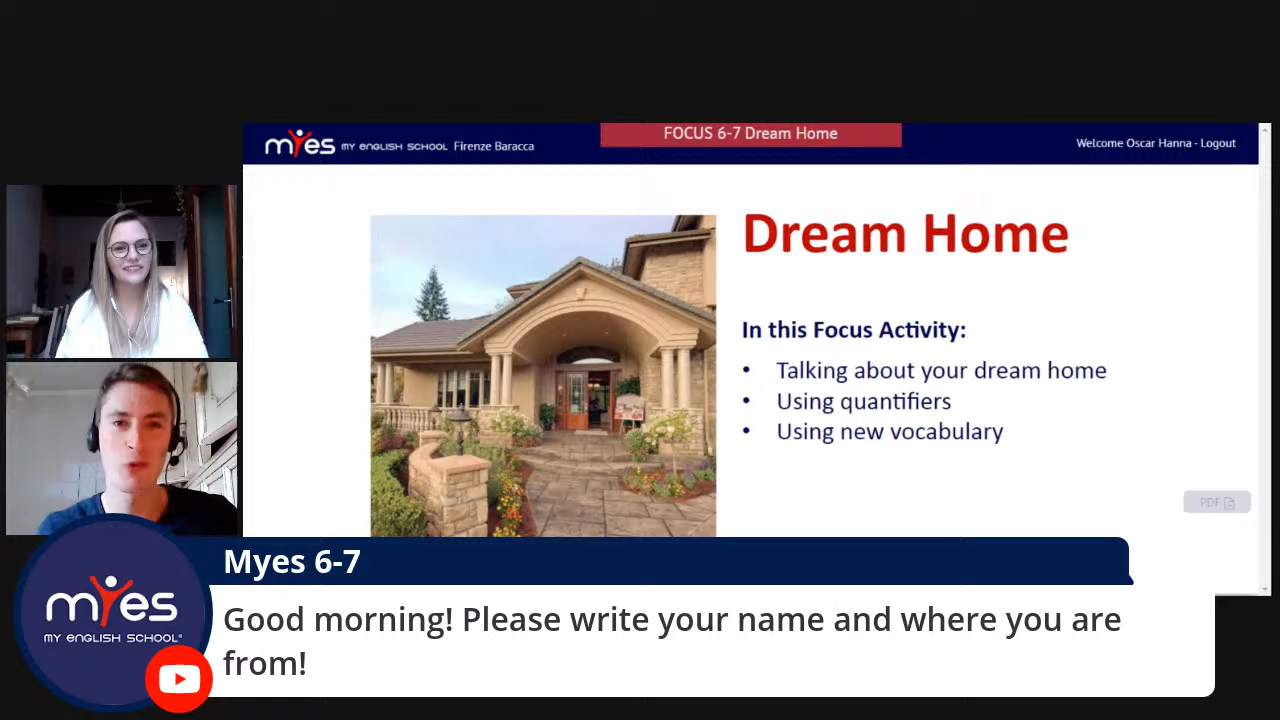 myes MY ENGLISH SCHOOL Firenze Baracca
FOCUS 6-7 Dream Home
Welcome Oscar Hanna - Logout
Dream Home
In this Focus Activity:
• Talking about your dream home
• Using quantifiers
• Using new vocabulary
PDF
Myes 6-7
Good morning! Please write your name and where you are
from!
myes
MY ENGLISH SCHOOL®